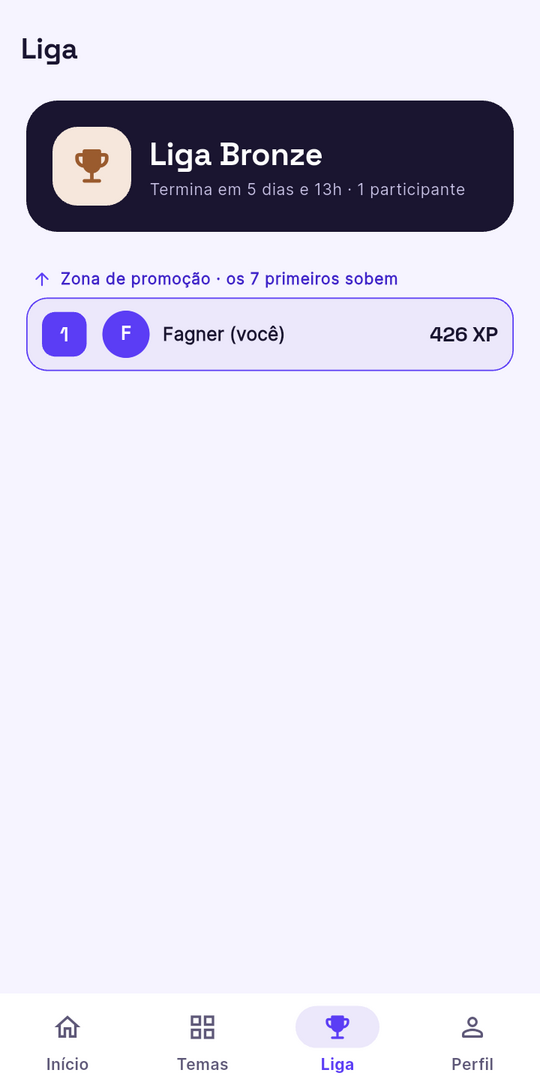 Liga
Liga Bronze
Termina em 5 dias e 13h · 1 participante
Zona de promoção · os 7 primeiros sobem
1 F Fagner (você) 426 XP
Início Temas Liga Perfil